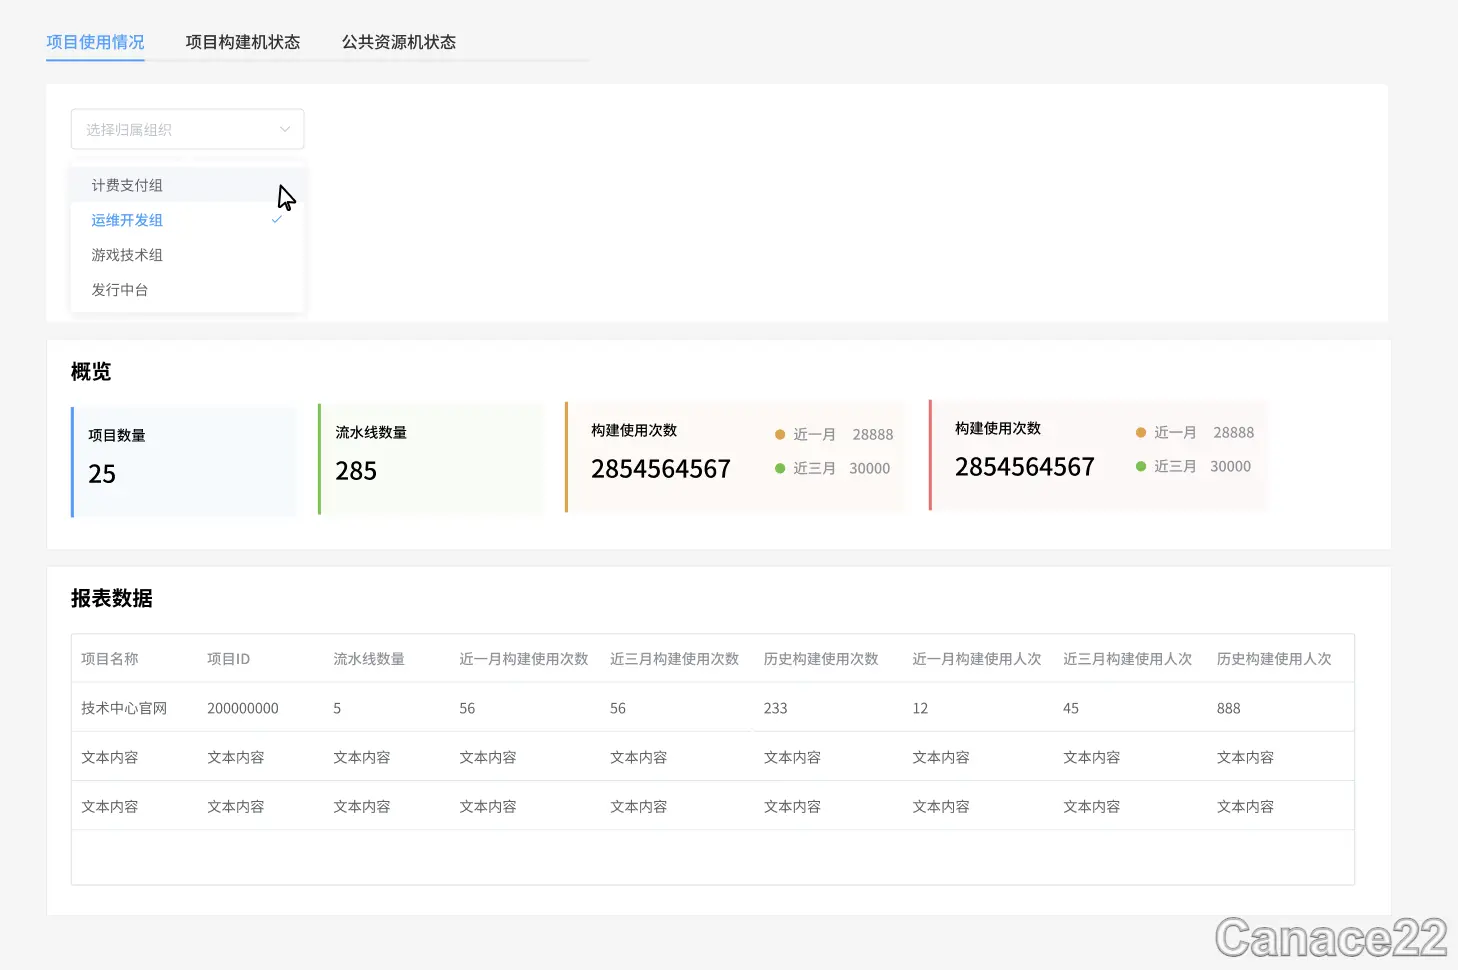 项目使用情况 项目构建机状态 公共资源机状态
选择归属组织
计费支付组
运维开发组
游戏技术组
发行中台
概览
项目数量
25
流水线数量
285
构建使用次数
2854564567
近一月 28888
近三月 30000
构建使用次数
2854564567
近一月 28888
近三月 30000
报表数据
项目名称 项目ID 流水线数量 近一月构建使用次数 近三月构建使用次数 历史构建使用次数 近一月构建使用人次 近三月构建使用人次 历史构建使用人次
技术中心官网 200000000 5 56 56 233 12 45 888
文本内容 文本内容 文本内容 文本内容 文本内容 文本内容 文本内容 文本内容 文本内容
文本内容 文本内容 文本内容 文本内容 文本内容 文本内容 文本内容 文本内容 文本内容
Canace22